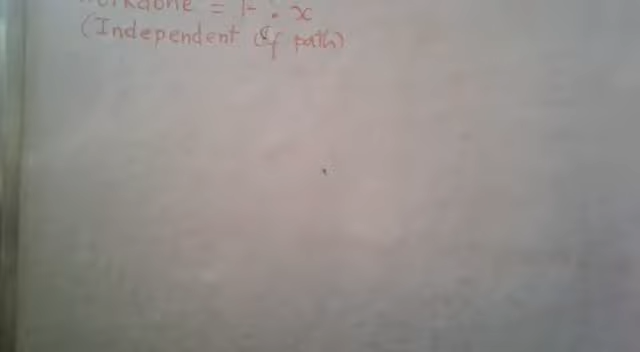 workdone = F . x
(Independent of path)